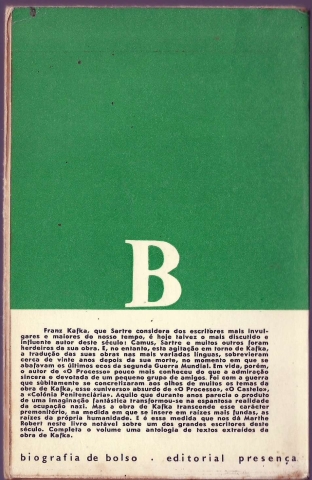 B
Franz Kafka, que Sartre considera dos escritores mais invul-
gares e maiores do nosso tempo, é hoje talvez o mais discutido e
influente autor deste século: Camus, Sartre e muitos outros foram
herdeiros da sua obra. E, no entanto, esta agitação em torno de Kafka,
a tradução das suas obras nas mais variadas línguas, sobrevieram
cerca de vinte anos depois da sua morte, no momento em que se
abafavam os últimos ecos da segunda Guerra Mundial. Em vida, porém,
o autor de «O Processo» pouco mais conheceu do que a admiração
sincera e devotada de um pequeno grupo de amigos. Foi com a guerra
que sùbitamente se concretizaram aos olhos de muitos os temas da
obra de Kafka, esse «universo» absurdo de «O Processo», «O Castelo»,
a «Colónia Penitenciária». Aquilo que durante anos parecia o produto
de uma imaginação fantástica transformou-se na espantosa realidade
de ocupação nazi. Mas a obra de Kafka transcende esse carácter
premonitório, na medida em que se insere em raízes mais fundas, as
raízes da própria humanidade. E é essa medida que nos dá Marthe
Robert neste livro notável sobre um dos grandes escritores deste
século. Completa o volume uma antologia de textos extraídos da
obra de Kafka.
biografia de bolso . editorial presença